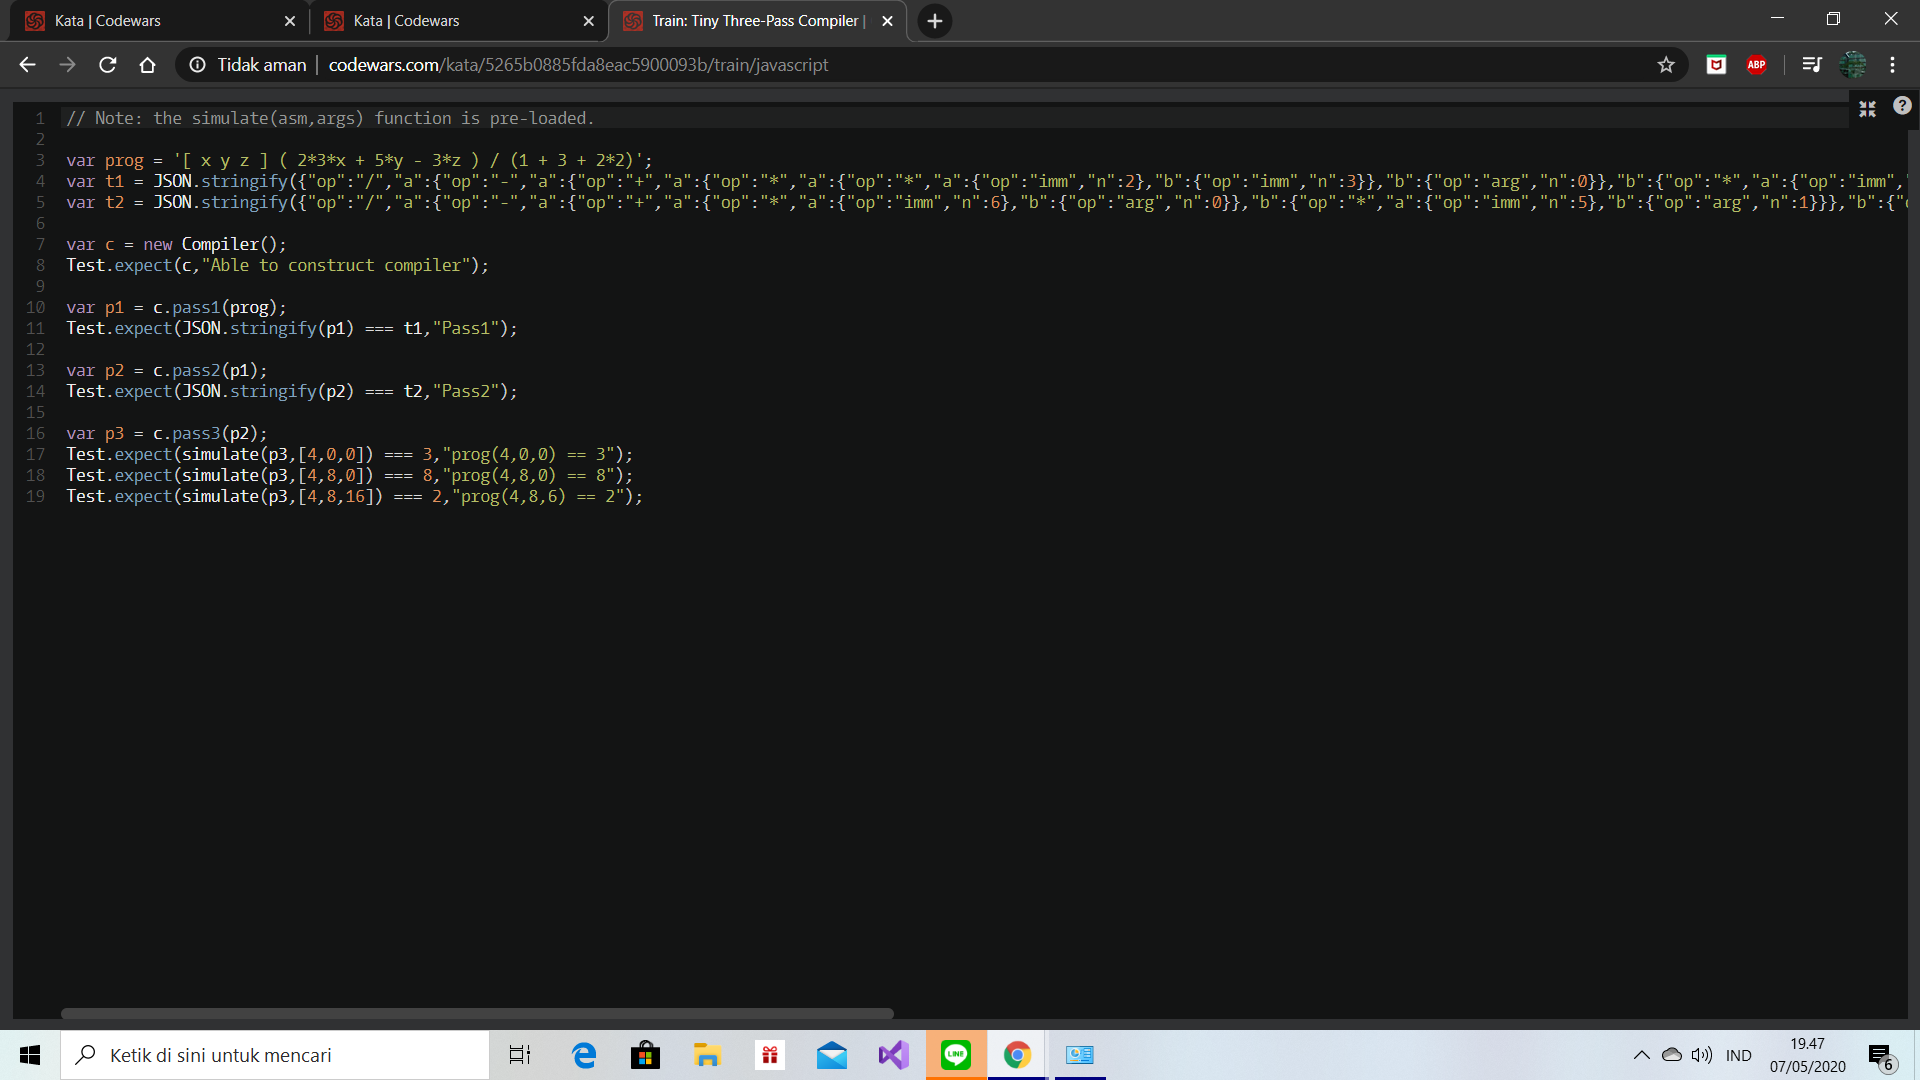 Kata | Codewars
Kata | Codewars
Train: Tiny Three-Pass Compiler |
Tidak aman | codewars.com/kata/5265b0885fda8eac5900093b/train/javascript
ABP
?
1 // Note: the simulate(asm,args) function is pre-loaded.
2
3 var prog = '[ x y z ] ( 2*3*x + 5*y - 3*z ) / (1 + 3 + 2*2)';
4 var t1 = JSON.stringify({"op":"/","a":{"op":"-","a":{"op":"+","a":{"op":"*","a":{"op":"*","a":{"op":"imm","n":2},"b":{"op":"imm","n":3}},"b":{"op":"arg","n":0}},"b":{"op":"*","a":{"op":"imm",
5 var t2 = JSON.stringify({"op":"/","a":{"op":"-","a":{"op":"+","a":{"op":"*","a":{"op":"imm","n":6},"b":{"op":"arg","n":0}},"b":{"op":"*","a":{"op":"imm","n":5},"b":{"op":"arg","n":1}}},"b":{"
6
7 var c = new Compiler();
8 Test.expect(c,"Able to construct compiler");
9
10 var p1 = c.pass1(prog);
11 Test.expect(JSON.stringify(p1) === t1,"Pass1");
12
13 var p2 = c.pass2(p1);
14 Test.expect(JSON.stringify(p2) === t2,"Pass2");
15
16 var p3 = c.pass3(p2);
17 Test.expect(simulate(p3,[4,0,0]) === 3,"prog(4,0,0) == 3");
18 Test.expect(simulate(p3,[4,8,0]) === 8,"prog(4,8,0) == 8");
19 Test.expect(simulate(p3,[4,8,16]) === 2,"prog(4,8,6) == 2");
Ketik di sini untuk mencari
LINE
IND
19.47
07/05/2020
6